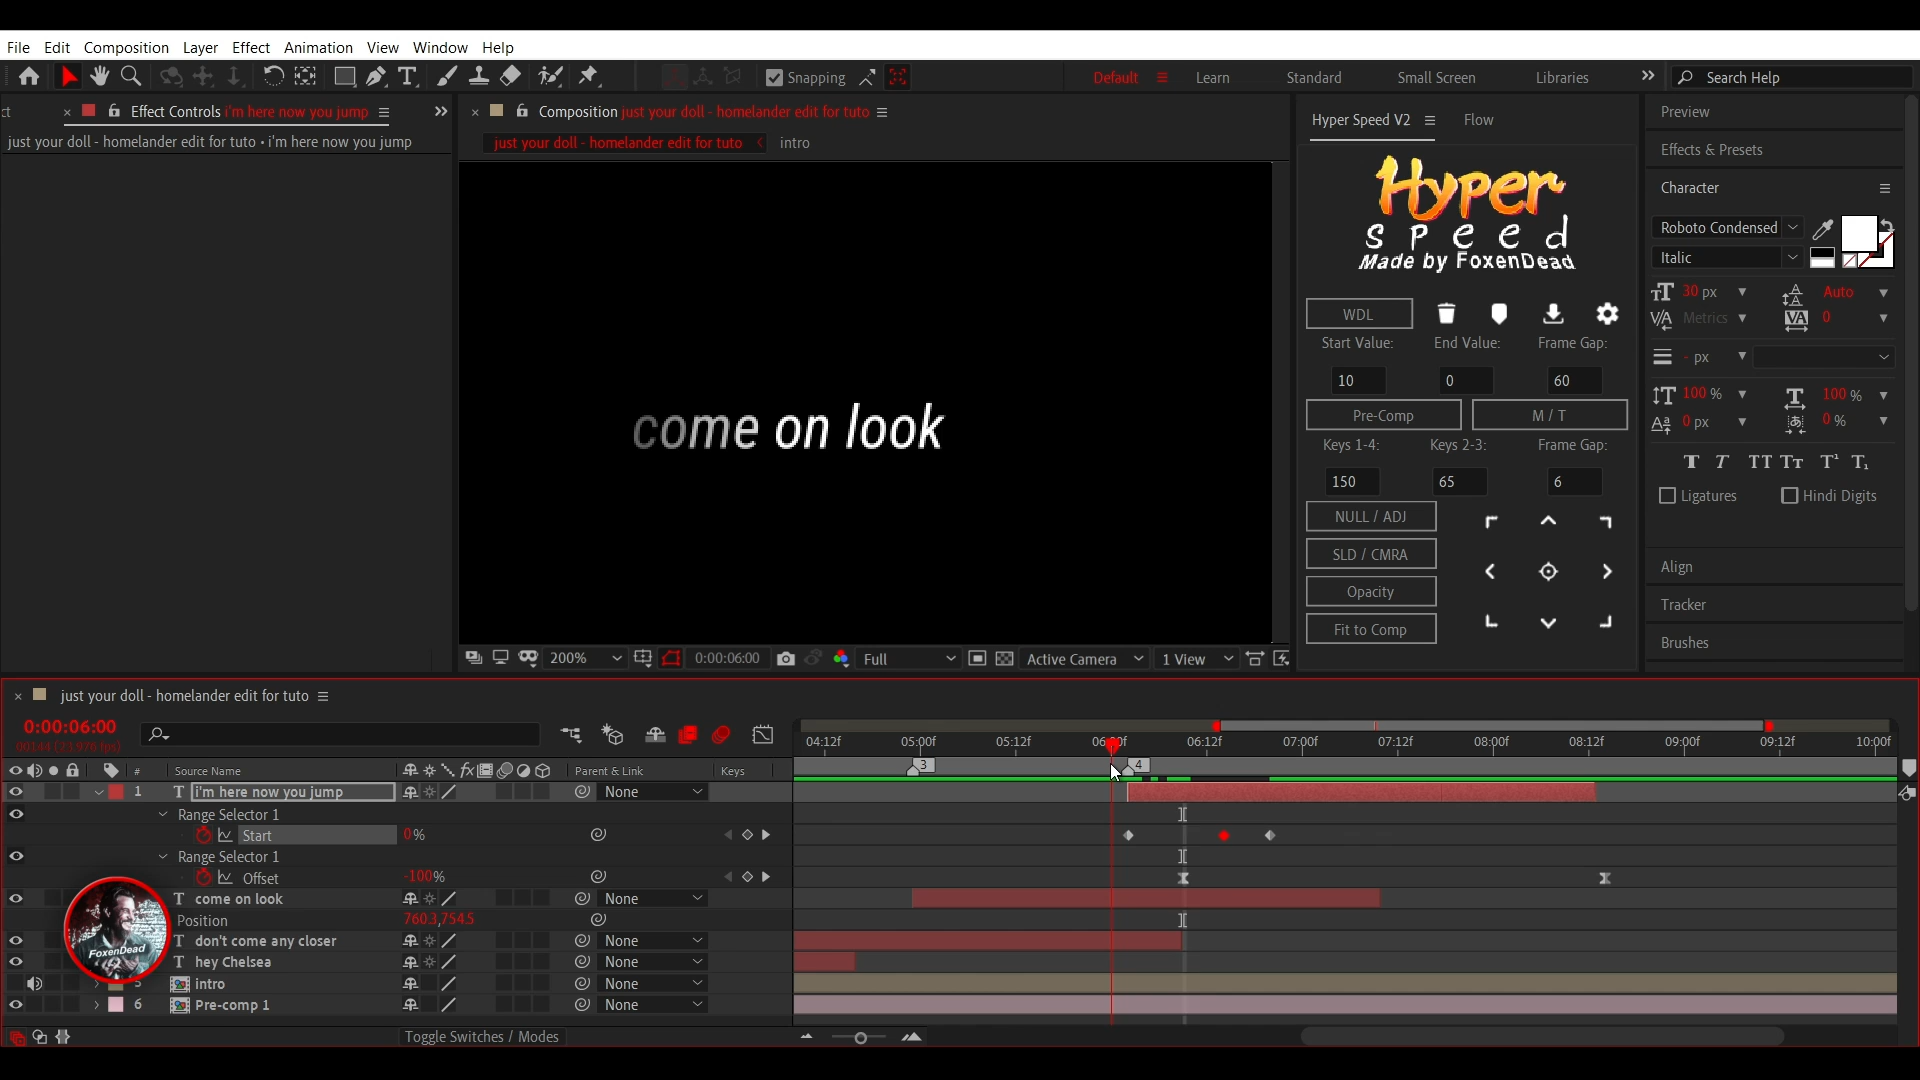 File Edit Composition Layer Effect Animation View Window Help
Snapping Default Learn Standard Small Screen Libraries Search Help
ct Effect Controls i'm here now you jump
just your doll - homelander edit for tuto • i'm here now you jump
Composition just your doll - homelander edit for tuto
just your doll - homelander edit for tuto intro
come on look
200% 0:00:06:00 Full Active Camera 1 View
Hyper Speed V2 Flow
Hyper
speed
Made by FoxenDead
WDL
Start Value: End Value: Frame Gap:
10 0 60
Pre-Comp M / T
Keys 1-4: Keys 2-3: Frame Gap:
150 65 6
NULL / ADJ
SLD / CMRA
Opacity
Fit to Comp
Preview
Effects & Presets
Character
Roboto Condensed
Italic
30 px Auto
Metrics 0
- px
100 % 100 %
0 px 0 %
T T TT Tт T¹ T₁
Ligatures Hindi Digits
Align
Tracker
Brushes
just your doll - homelander edit for tuto
0:00:06:00
00144 (23.976 fps)
04:12f 05:00f 05:12f 06:00f 06:12f 07:00f 07:12f 08:00f 08:12f 09:00f 09:12f 10:00f
# Source Name Parent & Link Keys 3 4
1 T i'm here now you jump None
Range Selector 1
Start 0%
Range Selector 1
Offset -100%
T come on look None
Position 760.3,754.5
T don't come any closer None
T hey Chelsea None
5 intro None
6 Pre-comp 1 None
FoxenDead
Toggle Switches / Modes